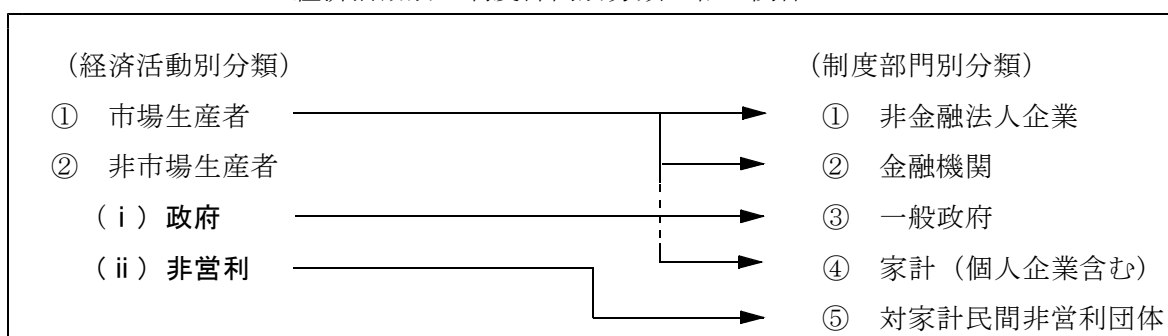 （経済活動別分類）
① 市場生産者
② 非市場生産者
（ⅰ）政府
（ⅱ）非営利
（制度部門別分類）
① 非金融法人企業
② 金融機関
③ 一般政府
④ 家計（個人企業含む）
⑤ 対家計民間非営利団体